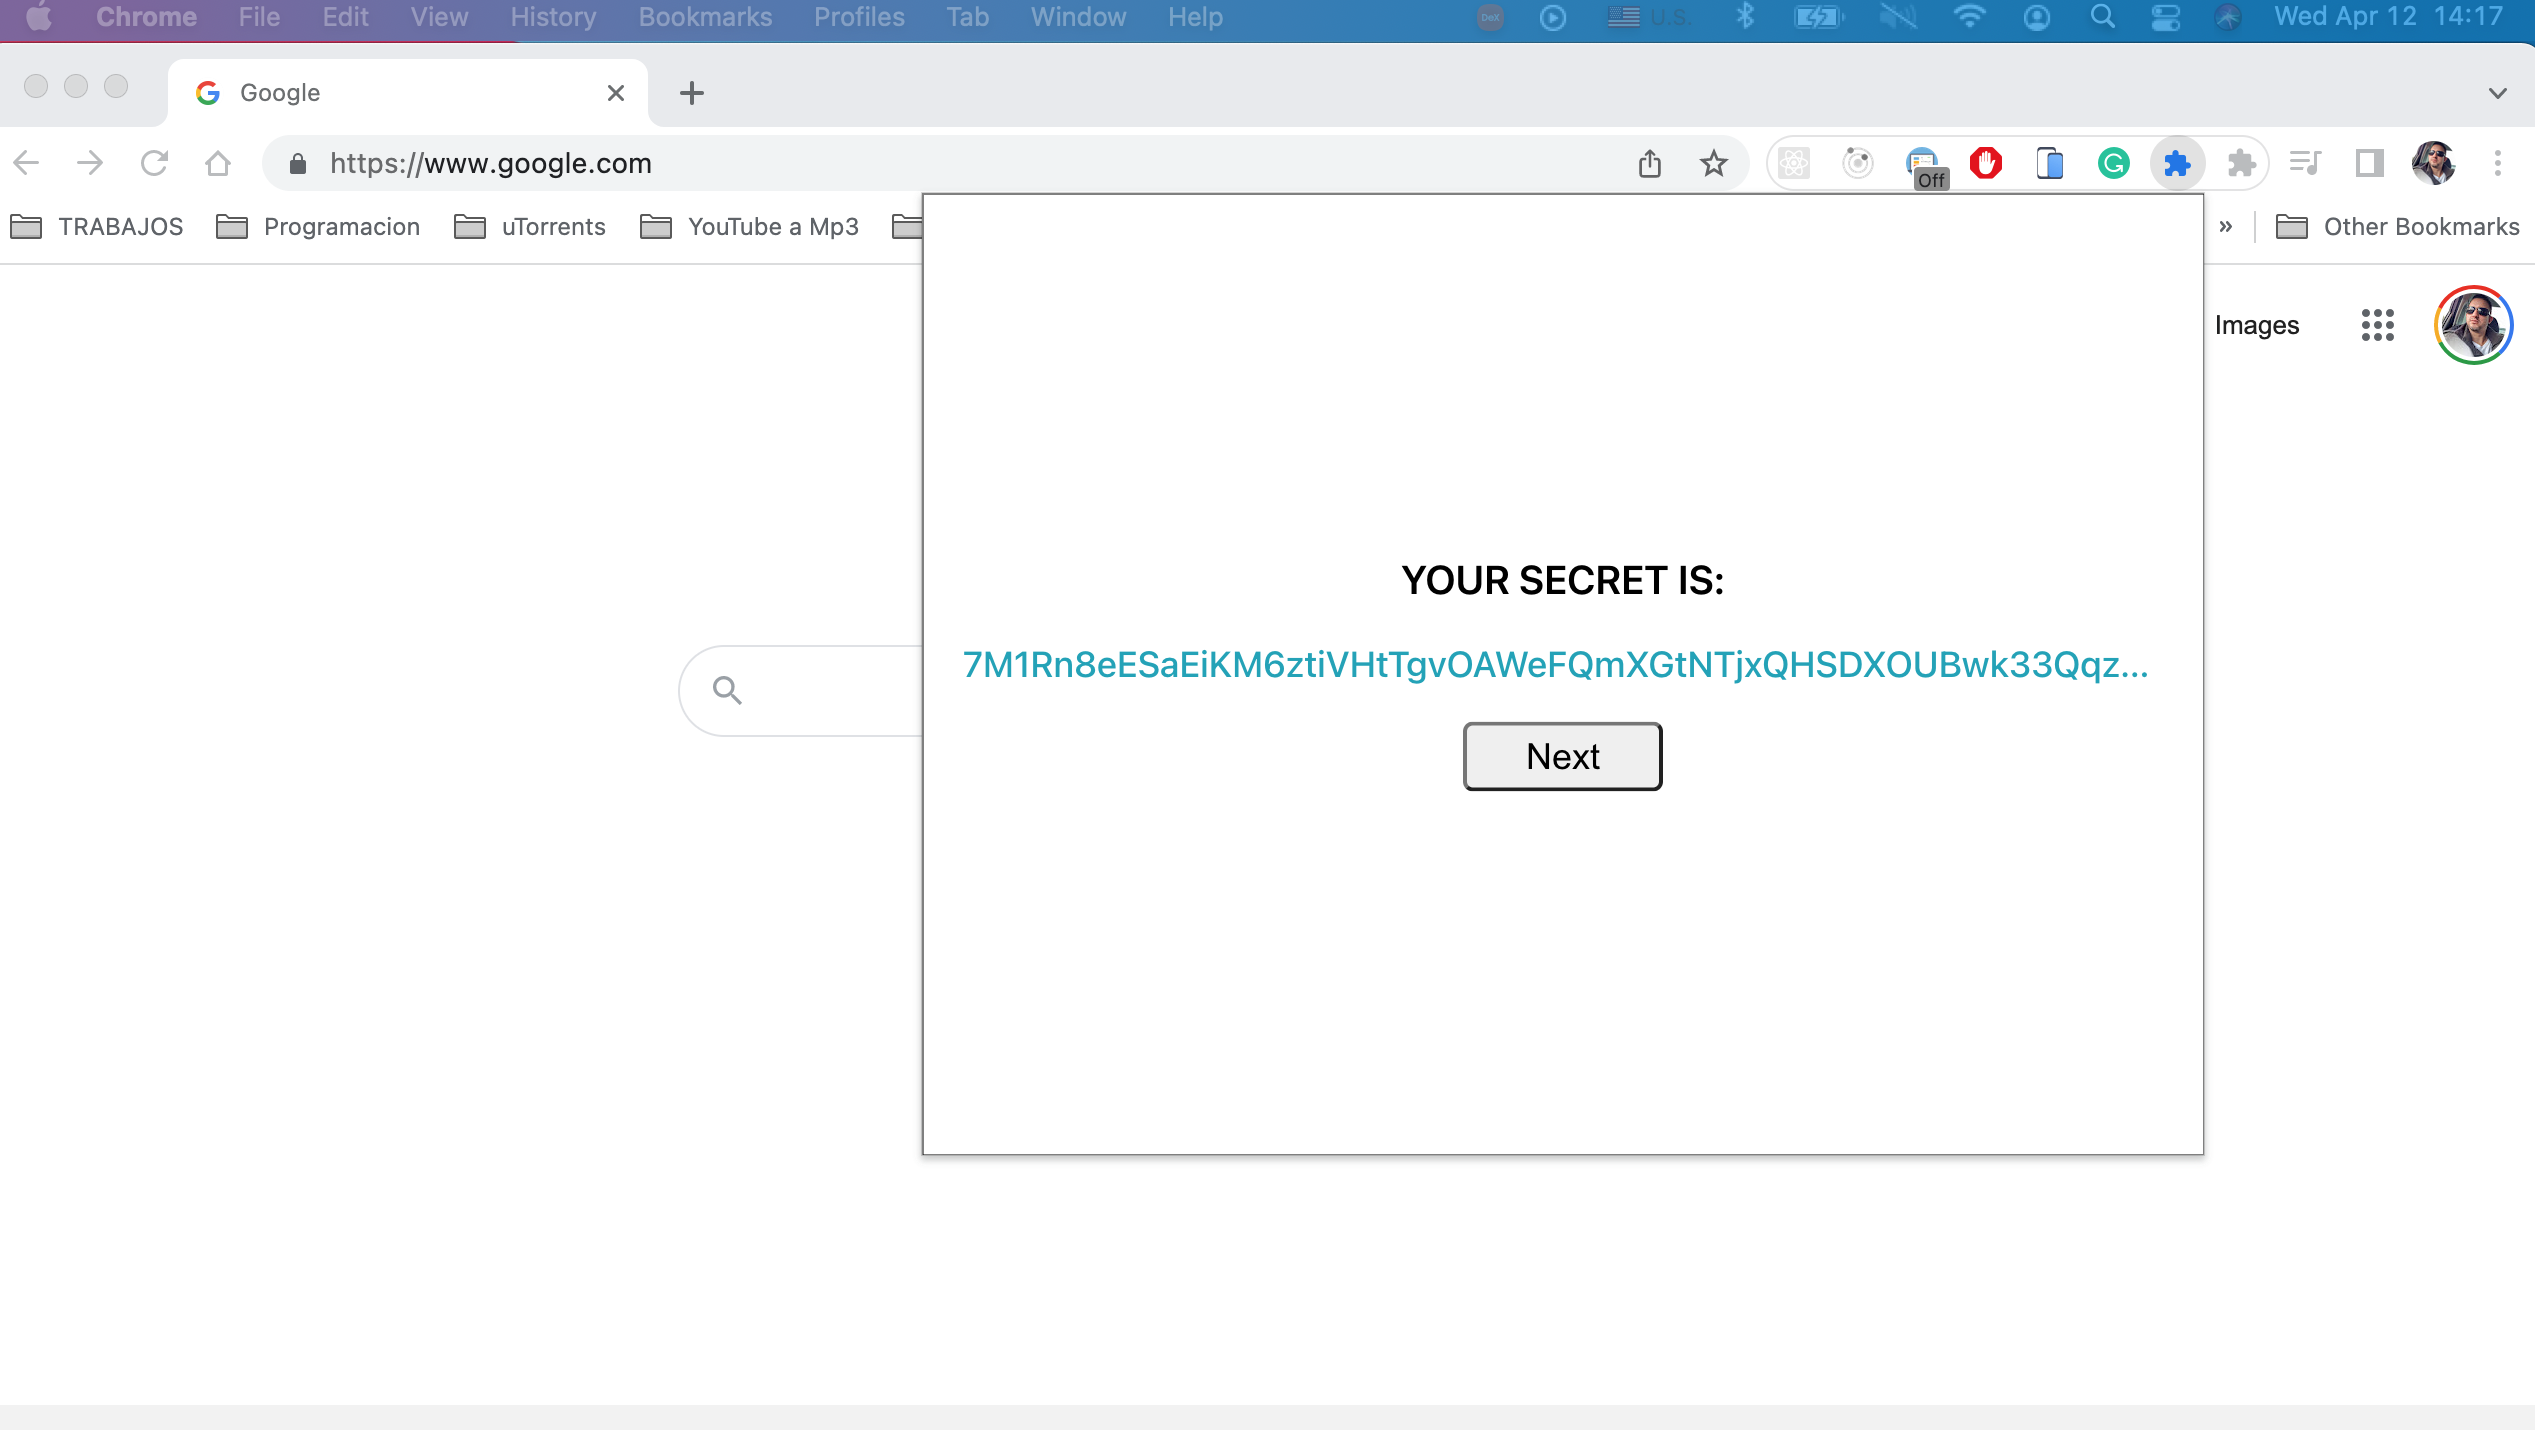 Chrome File Edit View History Bookmarks Profiles Tab Window Help DeX U.S. Wed Apr 12 14:17
Google
https://www.google.com
Off
TRABAJOS Programacion uTorrents YouTube a Mp3 » Other Bookmarks
Images
YOUR SECRET IS:
7M1Rn8eESaEiKM6ztiVHtTgvOAWeFQmXGtNTjxQHSDXOUBwk33Qqz...
Next